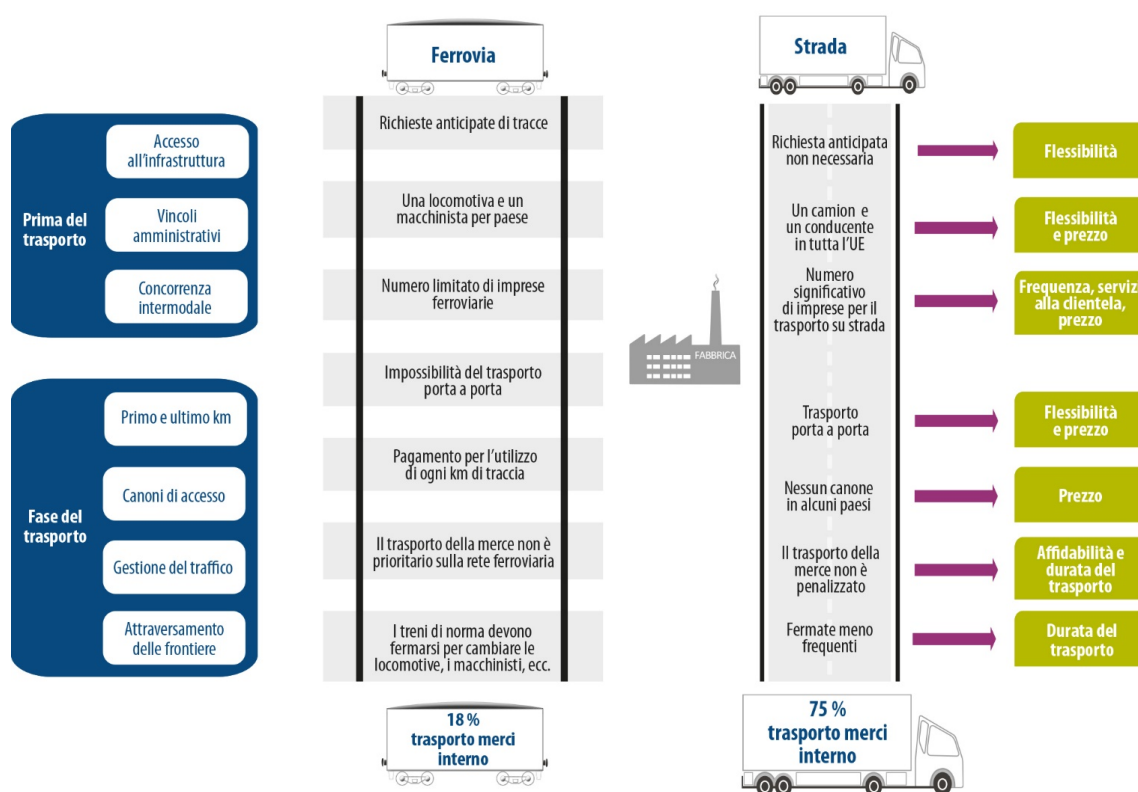 Ferrovia
Strada
Prima del
trasporto
Accesso
all'infrastruttura
Richieste anticipate di tracce
Richiesta anticipata
non necessaria
Flessibilità
Vincoli
amministrativi
Una locomotiva e un
macchinista per paese
Un camion e
un conducente
in tutta l'UE
Flessibilità
e prezzo
Concorrenza
intermodale
Numero limitato di imprese
ferroviarie
Numero
significativo
di imprese per il
trasporto su strada
Frequenza, serviz
alla clientela,
prezzo
FABBRICA
Fase del
trasporto
Primo e ultimo km
Impossibilità del trasporto
porta a porta
Trasporto
porta a porta
Flessibilità
e prezzo
Canoni di accesso
Pagamento per l'utilizzo
di ogni km di traccia
Nessun canone
in alcuni paesi
Prezzo
Gestione del traffico
Il trasporto della merce non è
prioritario sulla rete ferroviaria
Il trasporto della
merce non è
penalizzato
Affidabilità e
durata del
trasporto
Attraversamento
delle frontiere
I treni di norma devono
fermarsi per cambiare le
locomotive, i macchinisti, ecc.
Fermate meno
frequenti
Durata del
trasporto
18 %
trasporto merci
interno
75 %
trasporto merci
interno